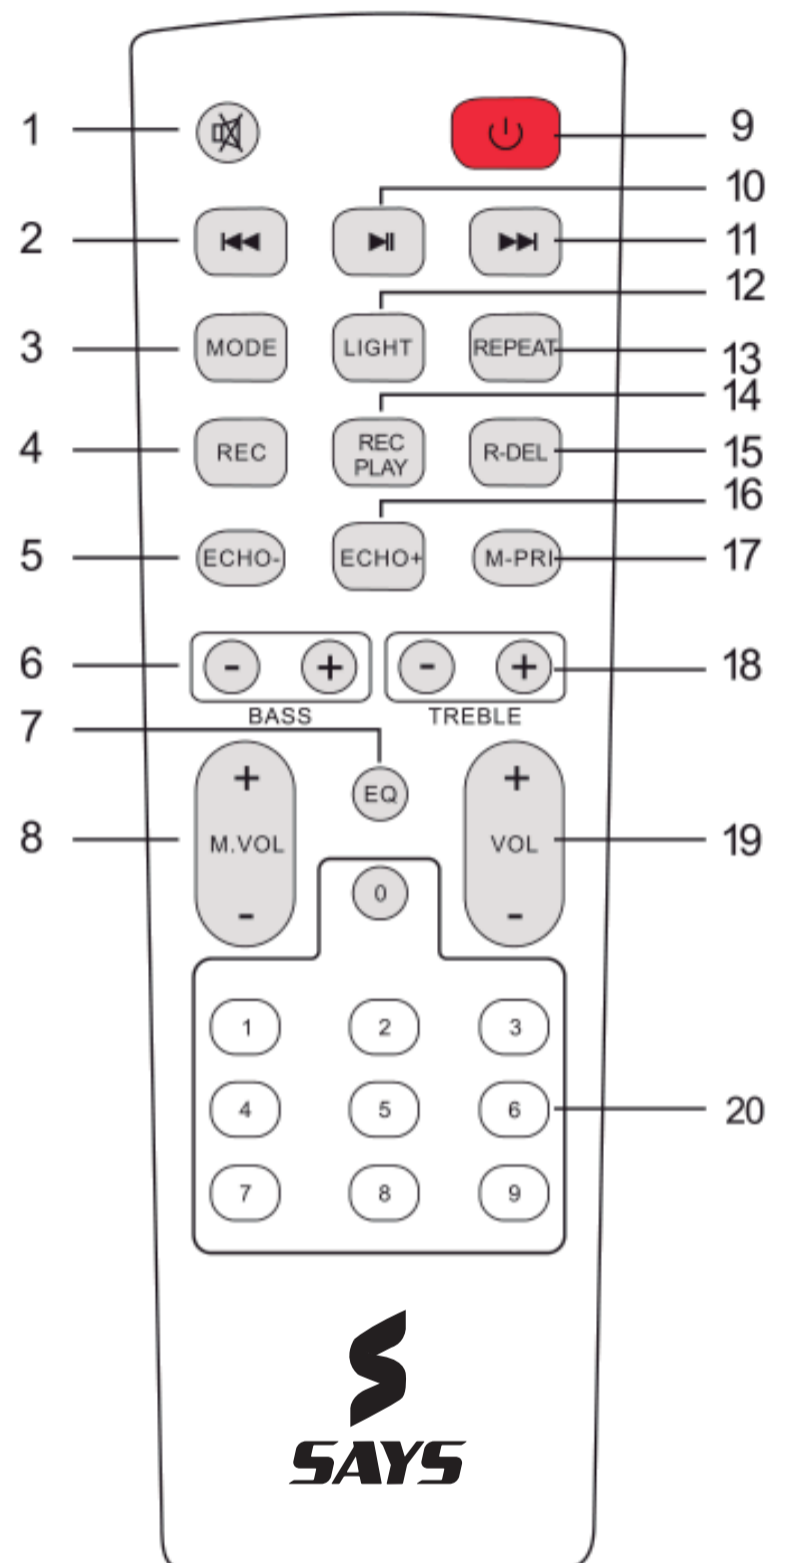 1 9
10
2 11
12
3 MODE LIGHT REPEAT 13
14
4 REC REC PLAY R-DEL 15
16
5 ECHO- ECHO+ M-PRI 17
6 - + - + 18
BASS TREBLE
7
+ EQ +
8 M.VOL VOL 19
- 0 -
1 2 3
4 5 6 20
7 8 9
SAYS